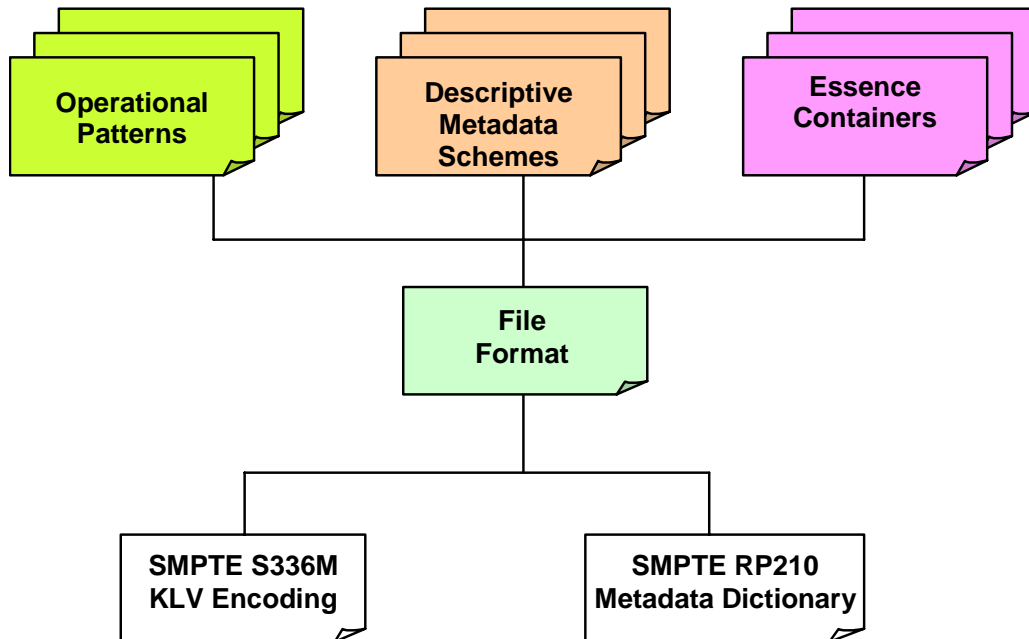 Operational
Patterns
Descriptive
Metadata
Schemes
Essence
Containers
File
Format
SMPTE S336M
KLV Encoding
SMPTE RP210
Metadata Dictionary